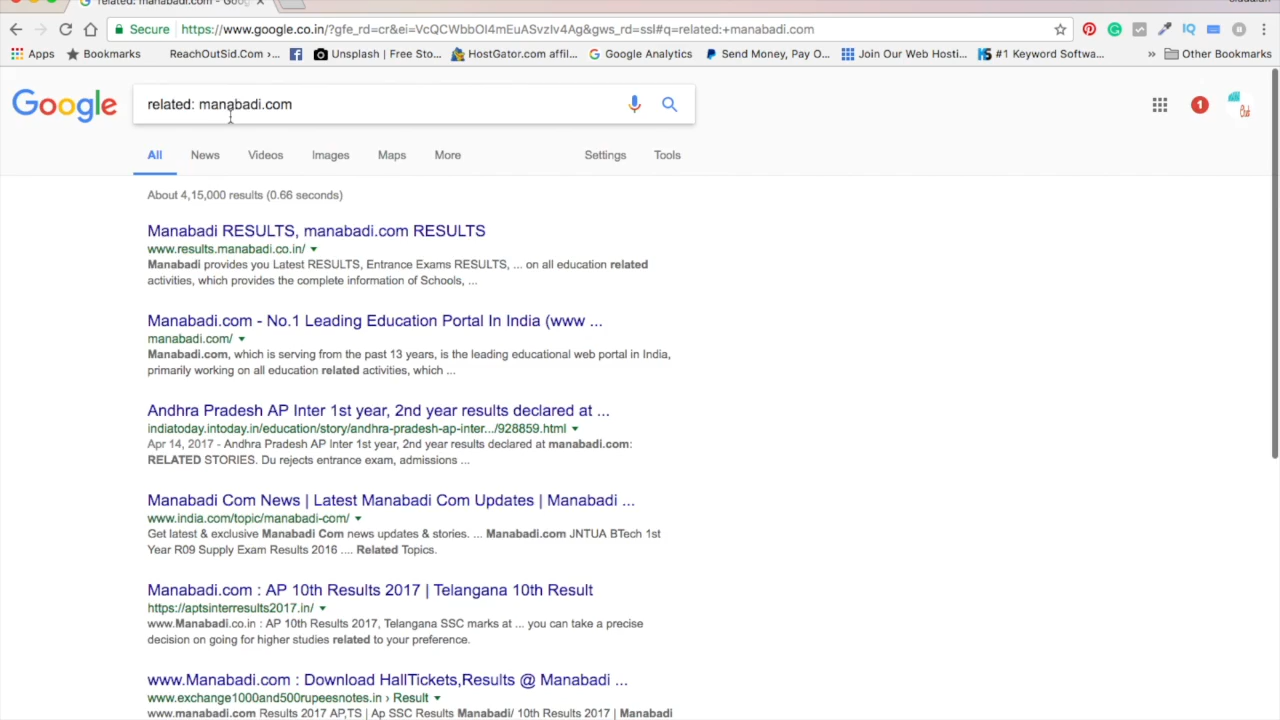 related: manabadi.com - Goog
Secure https://www.google.co.in/?gfe_rd=cr&ei=VcQCWbbOI4mEuASvzIv4Ag&gws_rd=ssl#q=related:+manabadi.com
Apps Bookmarks ReachOutSid.Com ›... Unsplash | Free Sto... HostGator.com affil... Google Analytics Send Money, Pay O... Join Our Web Hosti... #1 Keyword Softwa... » Other Bookmarks
Google related: manabadi.com 1
All News Videos Images Maps More Settings Tools
About 4,15,000 results (0.66 seconds)
Manabadi RESULTS, manabadi.com RESULTS
www.results.manabadi.co.in/
Manabadi provides you Latest RESULTS, Entrance Exams RESULTS, ... on all education related
activities, which provides the complete information of Schools, ...
Manabadi.com - No.1 Leading Education Portal In India (www ...
manabadi.com/
Manabadi.com, which is serving from the past 13 years, is the leading educational web portal in India,
primarily working on all education related activities, which ...
Andhra Pradesh AP Inter 1st year, 2nd year results declared at ...
indiatoday.intoday.in/education/story/andhra-pradesh-ap-inter.../928859.html
Apr 14, 2017 - Andhra Pradesh AP Inter 1st year, 2nd year results declared at manabadi.com:
RELATED STORIES. Du rejects entrance exam, admissions ...
Manabadi Com News | Latest Manabadi Com Updates | Manabadi ...
www.india.com/topic/manabadi-com/
Get latest & exclusive Manabadi Com news updates & stories. ... Manabadi.com JNTUA BTech 1st
Year R09 Supply Exam Results 2016 .... Related Topics.
Manabadi.com : AP 10th Results 2017 | Telangana 10th Result
https://aptsinterresults2017.in/
www.Manabadi.co.in : AP 10th Results 2017, Telangana SSC marks at ... you can take a precise
decision on going for higher studies related to your preference.
www.Manabadi.com : Download HallTickets,Results @ Manabadi ...
www.exchange1000and500rupeesnotes.in › Result
www.manabadi.com Results 2017 AP,TS | Ap SSC Results Manabadi/ 10th Results 2017 | Manabadi